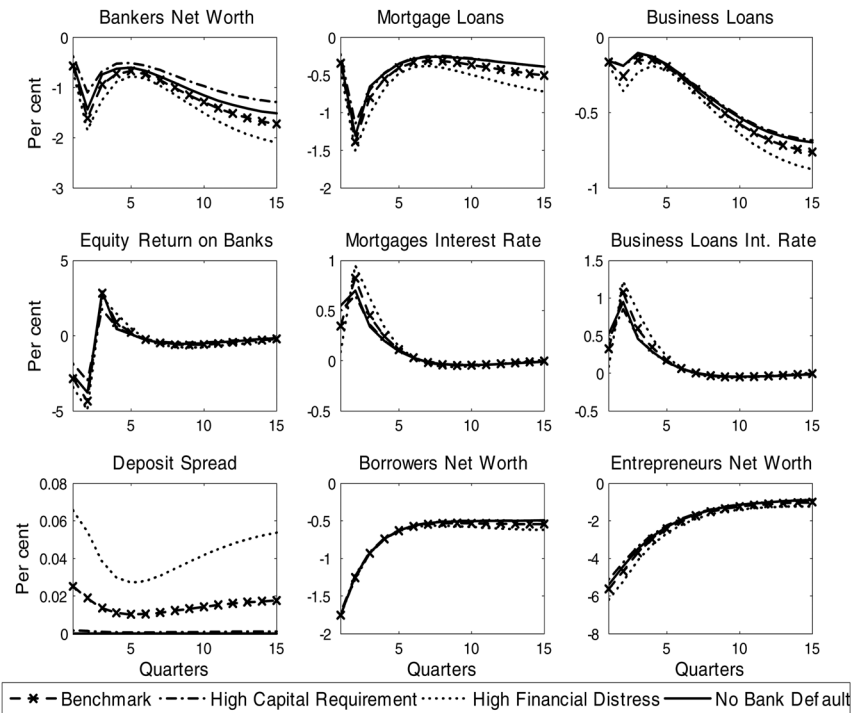 Bankers Net Worth Mortgage Loans Business Loans
0 0 0
Per cent
-1 -0.5 -0.5
-2 -1 -1
-3 -1.5
-2
5 10 15 5 10 15 5 10 15
Equity Return on Banks Mortgages Interest Rate Business Loans Int. Rate
5 1 1.5
Per cent
0 0.5 1
-5 0 0.5
-0.5 0
-0.5
5 10 15 5 10 15 5 10 15
Deposit Spread Borrowers Net Worth Entrepreneurs Net Worth
0.08 0 0
Per cent
0.06 -0.5 -2
0.04 -1 -4
0.02 -1.5 -6
0 -2 -8
5 10 15 5 10 15 5 10 15
Quarters Quarters Quarters
Benchmark High Capital Requirement High Financial Distress No Bank Default